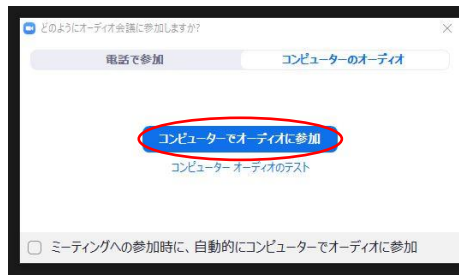 どのようにオーディオ会議に参加しますか?
電話で参加
コンピューターのオーディオ
コンピューターでオーディオに参加
コンピューター オーディオのテスト
ミーティングへの参加時に、自動的にコンピューターでオーディオに参加